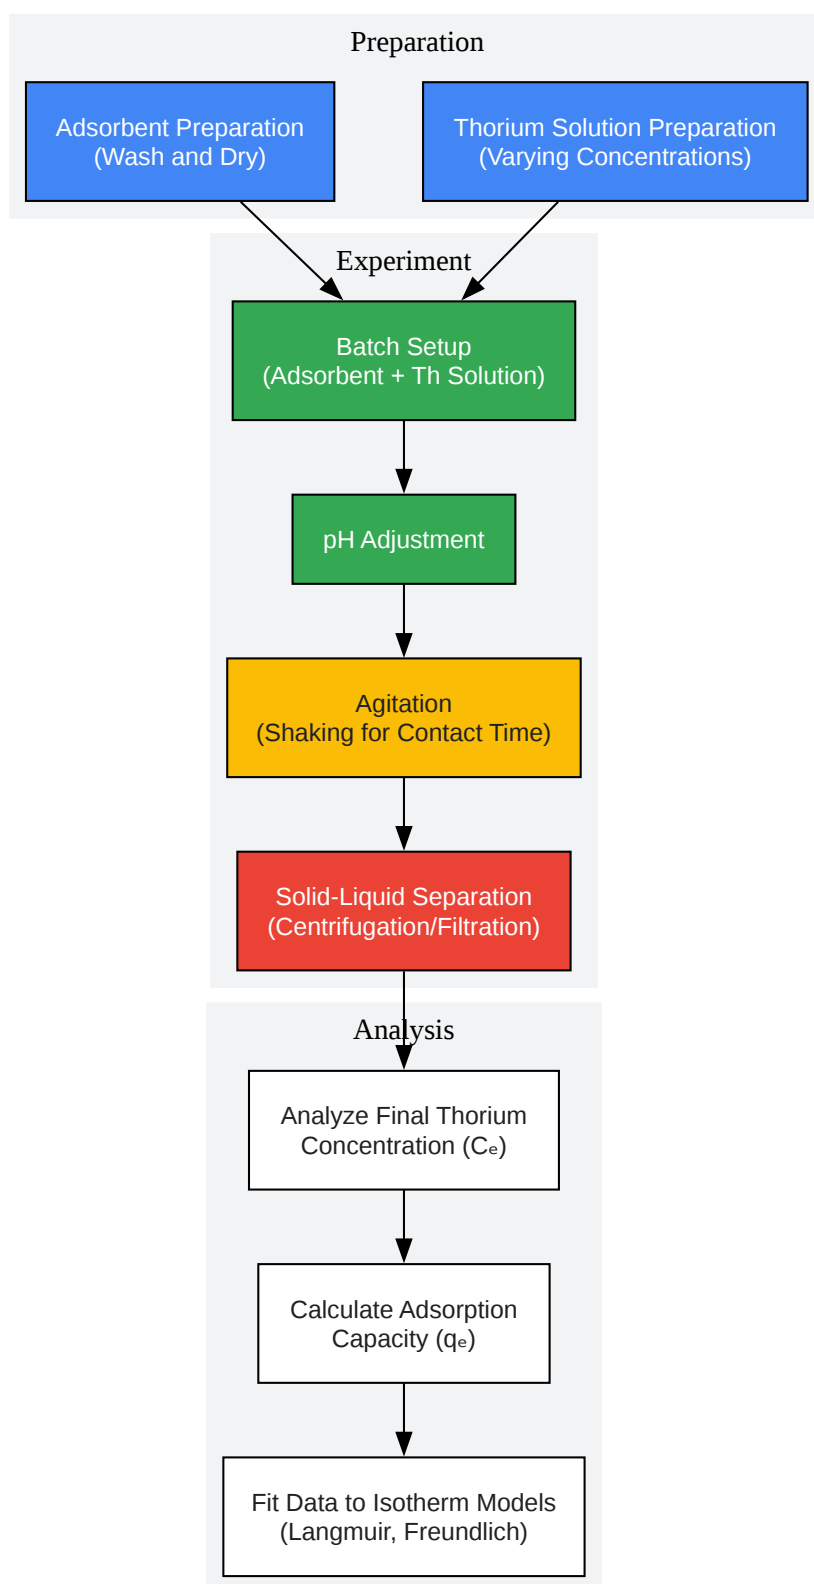 Preparation
Adsorbent Preparation
(Wash and Dry)
Thorium Solution Preparation
(Varying Concentrations)
Experiment
Batch Setup
(Adsorbent + Th Solution)
pH Adjustment
Agitation
(Shaking for Contact Time)
Solid-Liquid Separation
(Centrifugation/Filtration)
Analysis
Analyze Final Thorium
Concentration (Cₑ)
Calculate Adsorption
Capacity (qₑ)
Fit Data to Isotherm Models
(Langmuir, Freundlich)